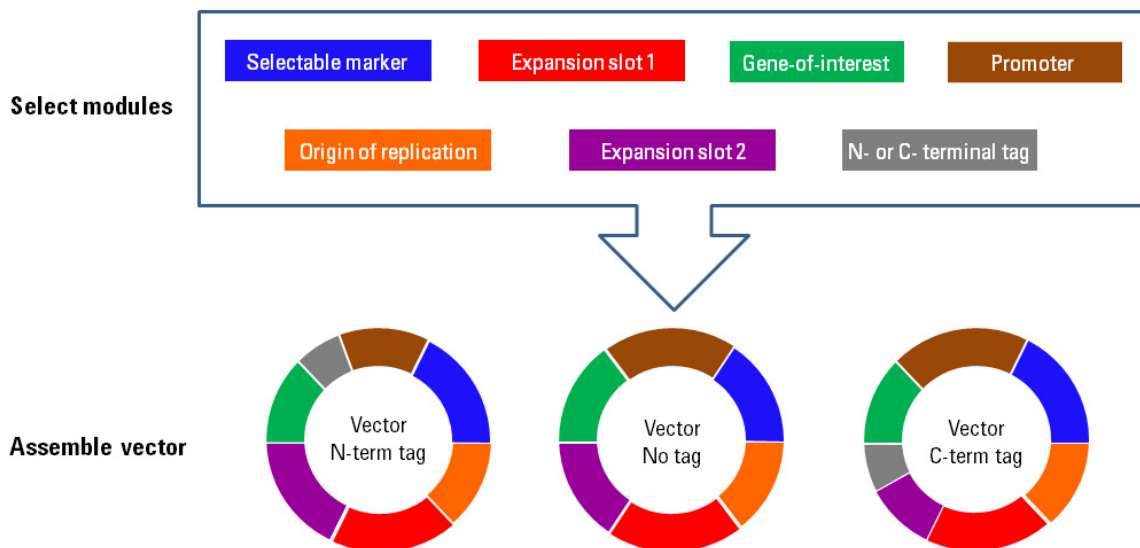 Selectable marker
Expansion slot 1
Gene-of-interest
Promoter
Select modules
Origin of replication
Expansion slot 2
N- or C- terminal tag
Assemble vector
Vector
N-term tag
Vector
No tag
Vector
C-term tag